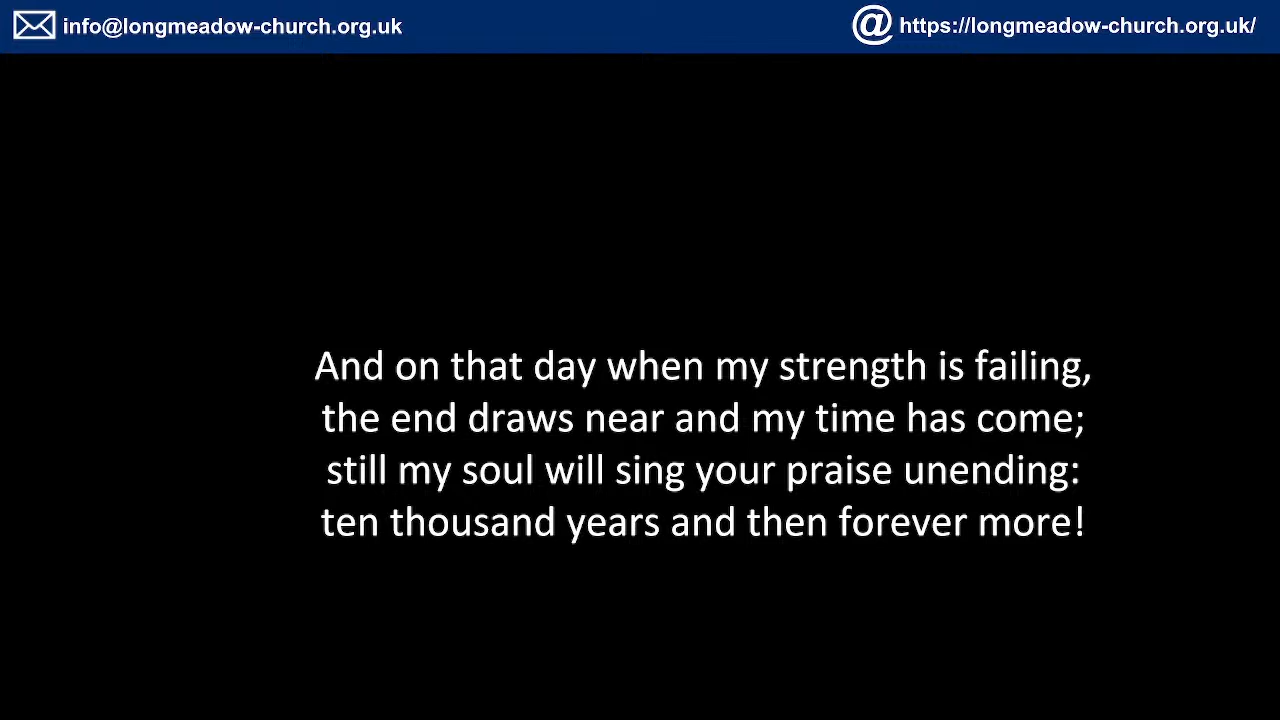 info@longmeadow-church.org.uk
https://longmeadow-church.org.uk/
And on that day when my strength is failing,
the end draws near and my time has come;
still my soul will sing your praise unending:
ten thousand years and then forever more!